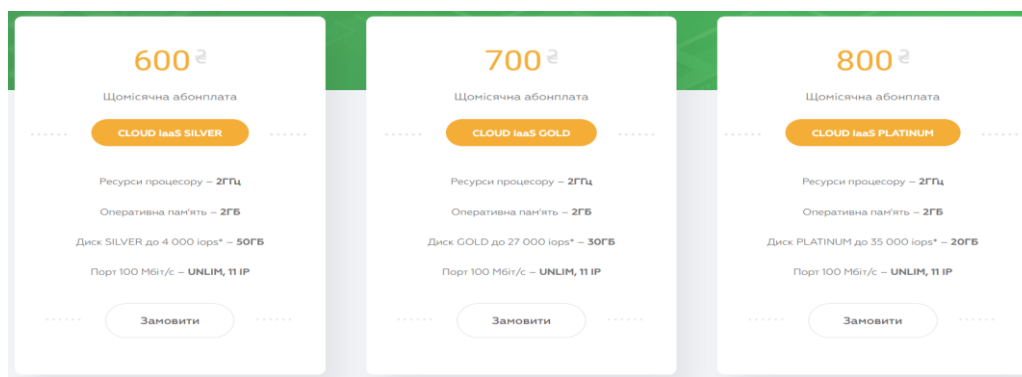 600 ₴
Щомісячна абонплата
CLOUD IaaS SILVER
Ресурси процесору – 2ГГц
Оперативна пам'ять – 2ГБ
Диск SILVER до 4 000 iops* – 50ГБ
Порт 100 Мбіт/с – UNLIM, 11 IP
Замовити
700 ₴
Щомісячна абонплата
CLOUD IaaS GOLD
Ресурси процесору – 2ГГц
Оперативна пам'ять – 2ГБ
Диск GOLD до 27 000 iops* – 30ГБ
Порт 100 Мбіт/с – UNLIM, 11 IP
Замовити
800 ₴
Щомісячна абонплата
CLOUD IaaS PLATINUM
Ресурси процесору – 2ГГц
Оперативна пам'ять – 2ГБ
Диск PLATINUM до 35 000 iops* – 20ГБ
Порт 100 Мбіт/с – UNLIM, 11 IP
Замовити